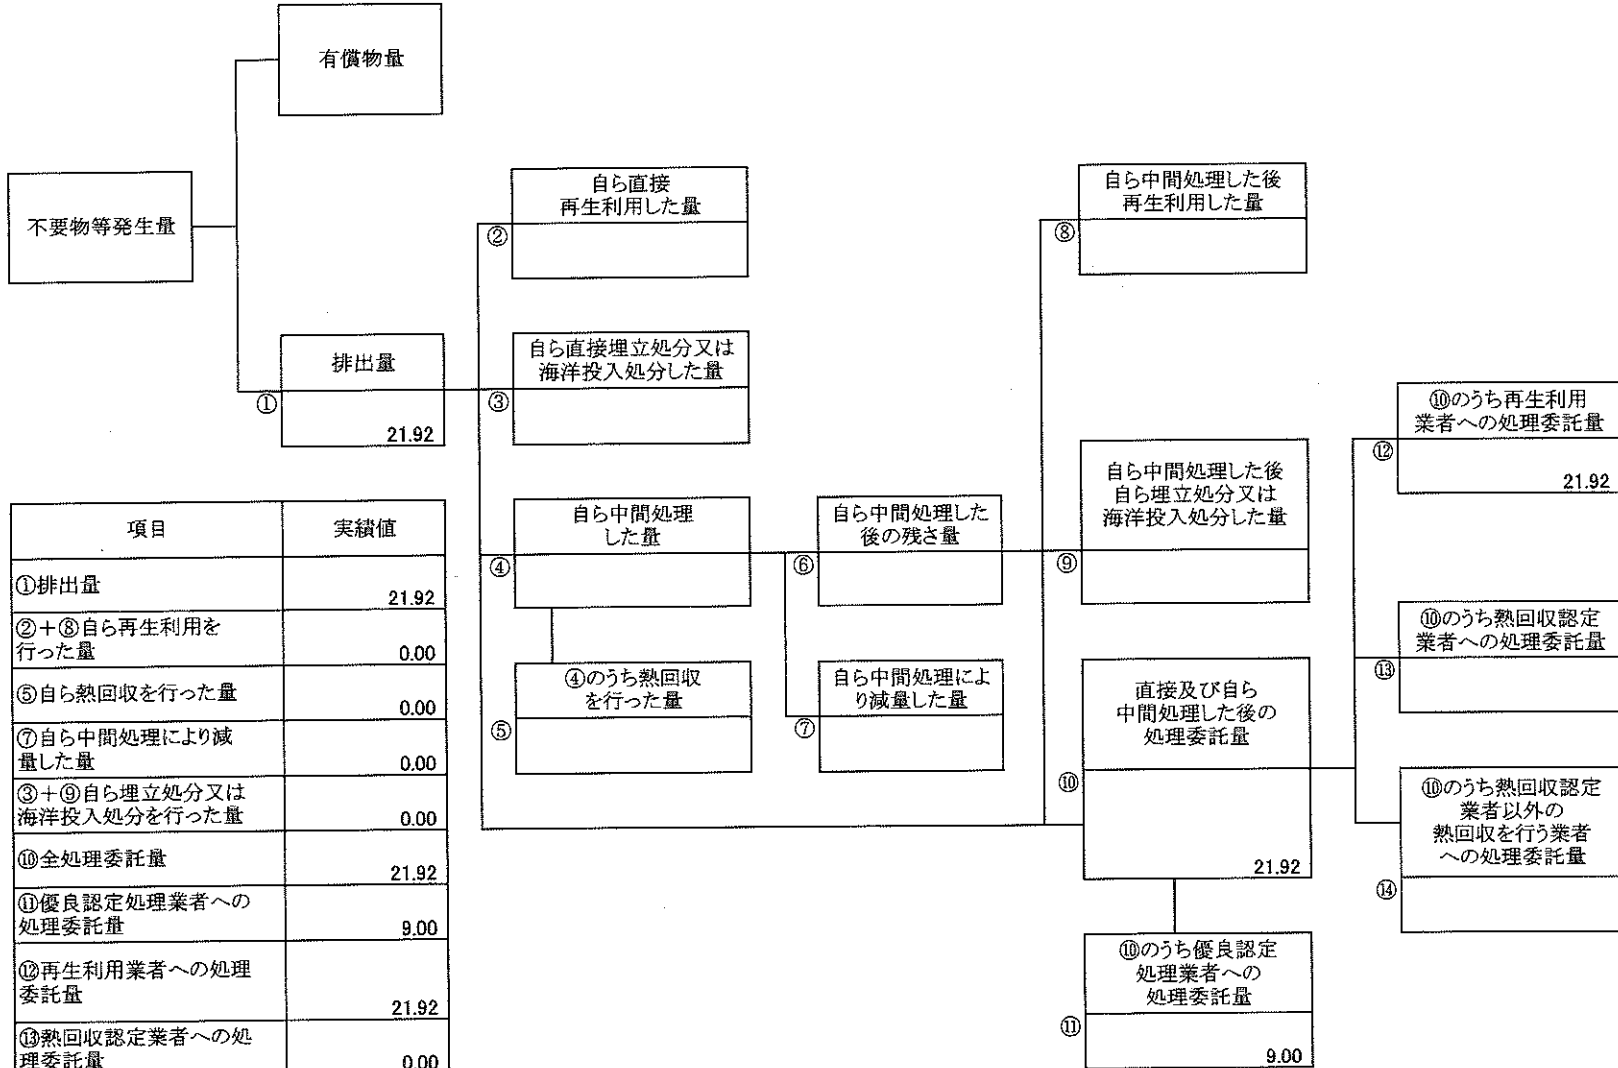 有償物量
不要物等発生量
排出量
①
21.92
自ら直接
再生利用した量
②
自ら直接埋立処分又は
海洋投入処分した量
③
自ら中間処理
した量
④
④のうち熱回収
を行った量
⑤
自ら中間処理した
後の残さ量
⑥
自ら中間処理によ
り減量した量
⑦
自ら中間処理した後
再生利用した量
⑧
自ら中間処理した後
自ら埋立処分又は
海洋投入処分した量
⑨
直接及び自ら
中間処理した後の
処理委託量
⑩
21.92
⑩のうち優良認定
処理業者への
処理委託量
⑪
9.00
⑩のうち再生利用
業者への処理委託量
⑫
21.92
⑩のうち熱回収認定
業者への処理委託量
⑬
⑩のうち熱回収認定
業者以外の
熱回収を行う業者
への処理委託量
⑭
項目 実績値
①排出量 21.92
②+⑧自ら再生利用を
行った量 0.00
⑤自ら熱回収を行った量 0.00
⑦自ら中間処理により減
量した量 0.00
③+⑨自ら埋立処分又は
海洋投入処分を行った量 0.00
⑩全処理委託量 21.92
⑪優良認定処理業者への
処理委託量 9.00
⑫再生利用業者への処理
委託量 21.92
⑬熱回収認定業者への処
理委託量 0.00